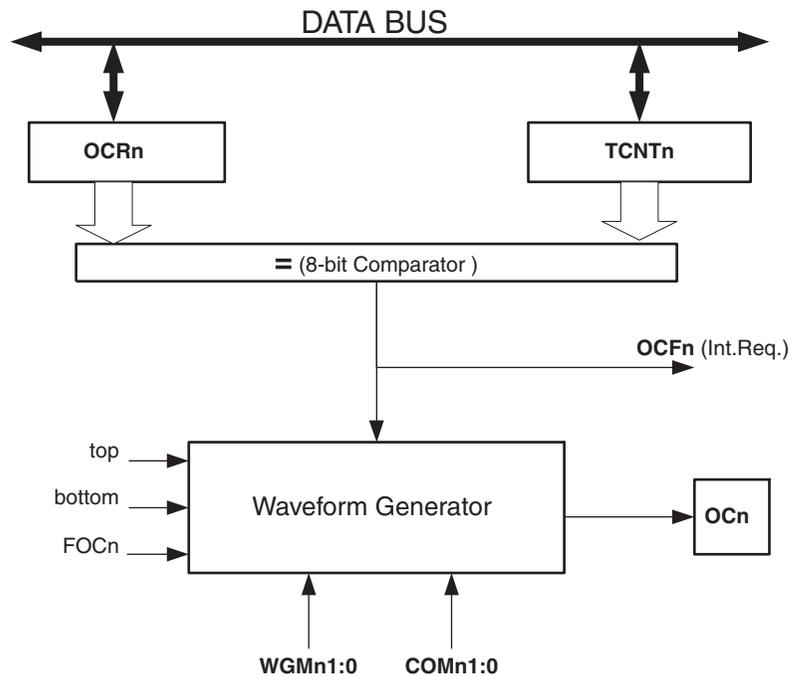 DATA BUS
OCRn
TCNTn
= (8-bit Comparator )
OCFn (Int.Req.)
top
bottom
FOCn
Waveform Generator
OCn
WGMn1:0
COMn1:0